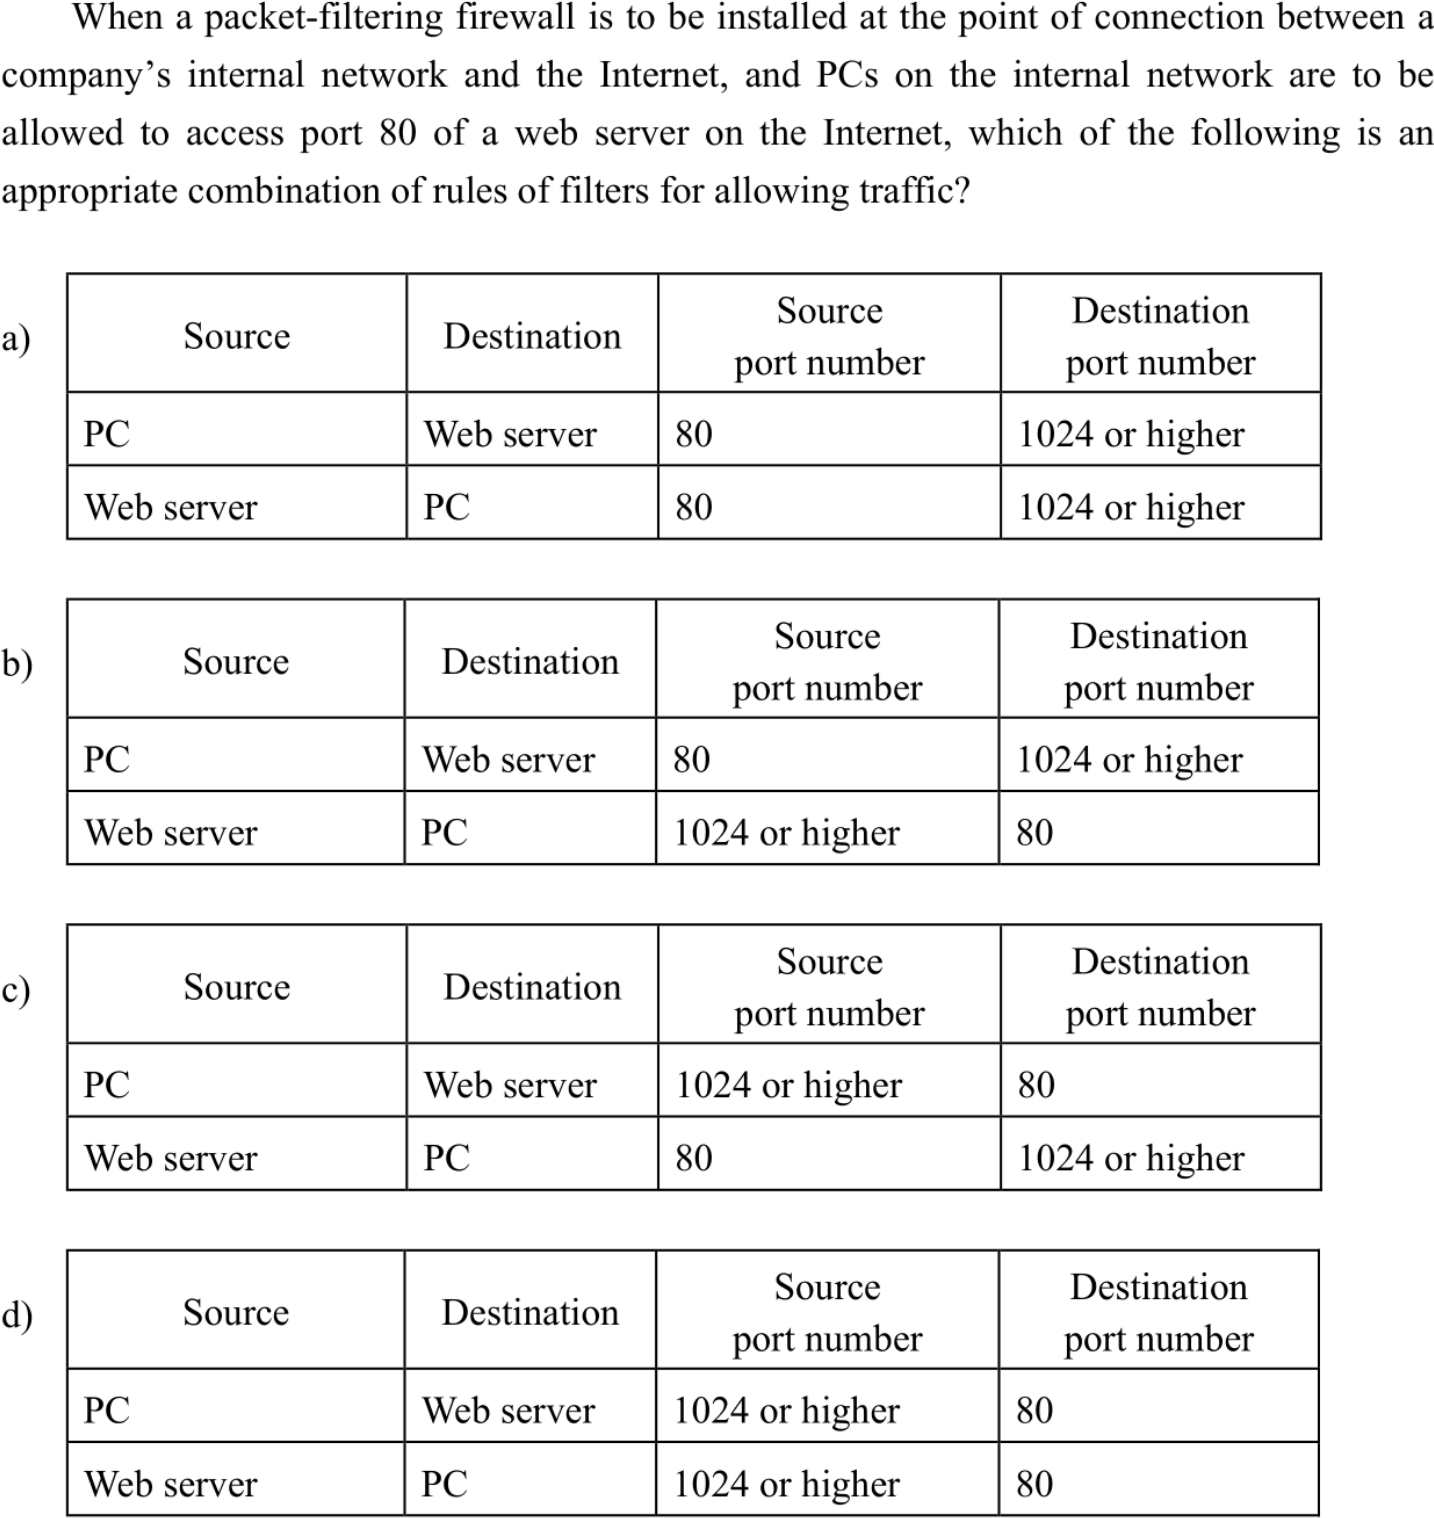 When a packet-filtering firewall is to be installed at the point of connection between a
company’s internal network and the Internet, and PCs on the internal network are to be
allowed to access port 80 of a web server on the Internet, which of the following is an
appropriate combination of rules of filters for allowing traffic?
a)
Source Destination Source port number Destination port number
PC Web server 80 1024 or higher
Web server PC 80 1024 or higher
b)
Source Destination Source port number Destination port number
PC Web server 80 1024 or higher
Web server PC 1024 or higher 80
c)
Source Destination Source port number Destination port number
PC Web server 1024 or higher 80
Web server PC 80 1024 or higher
d)
Source Destination Source port number Destination port number
PC Web server 1024 or higher 80
Web server PC 1024 or higher 80